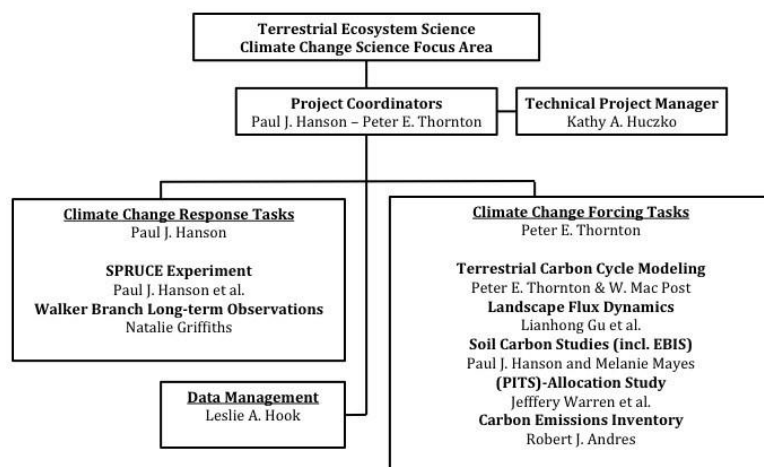 Terrestrial Ecosystem Science
Climate Change Science Focus Area
Project Coordinators
Paul J. Hanson – Peter E. Thornton
Technical Project Manager
Kathy A. Huczko
Climate Change Response Tasks
Paul J. Hanson
SPRUCE Experiment
Paul J. Hanson et al.
Walker Branch Long-term Observations
Natalie Griffiths
Climate Change Forcing Tasks
Peter E. Thornton
Terrestrial Carbon Cycle Modeling
Peter E. Thornton & W. Mac Post
Landscape Flux Dynamics
Lianhong Gu et al.
Soil Carbon Studies (incl. EBIS)
Paul J. Hanson and Melanie Mayes
(PITS)-Allocation Study
Jefffery Warren et al.
Carbon Emissions Inventory
Robert J. Andres
Data Management
Leslie A. Hook